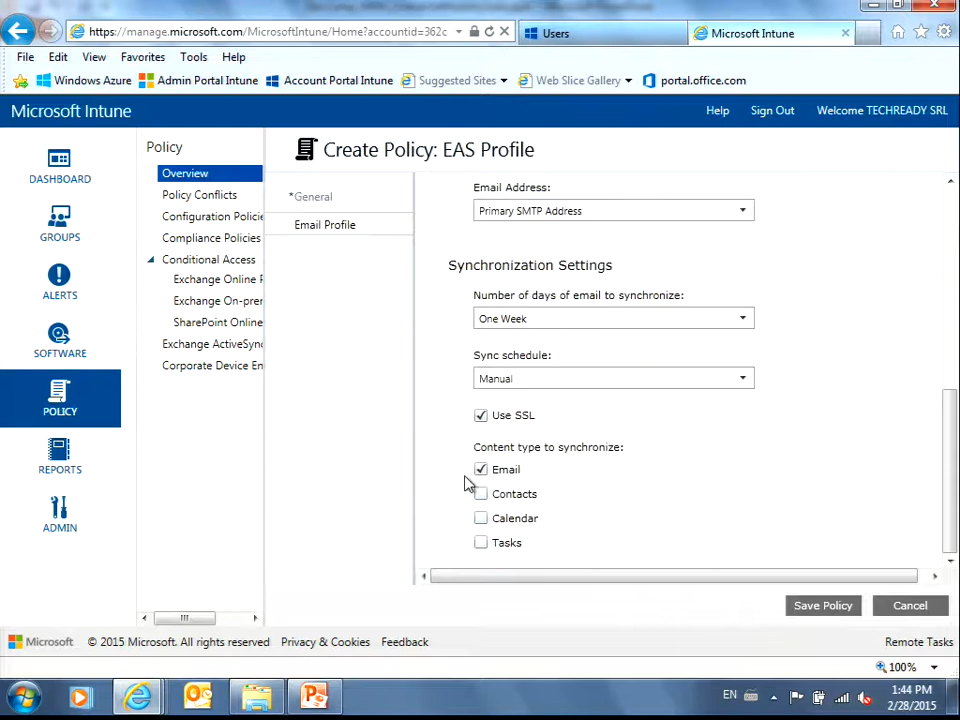 https://manage.microsoft.com/MicrosoftIntune/Home?accountid=362c
Users
Microsoft Intune
File Edit View Favorites Tools Help
Windows Azure Admin Portal Intune Account Portal Intune Suggested Sites Web Slice Gallery portal.office.com
Microsoft Intune
Help Sign Out Welcome TECHREADY SRL
DASHBOARD
GROUPS
ALERTS
SOFTWARE
POLICY
REPORTS
ADMIN
Policy
Overview
Policy Conflicts
Configuration Policie
Compliance Policies
Conditional Access
Exchange Online P
Exchange On-pren
SharePoint Online
Exchange ActiveSync
Corporate Device En
Create Policy: EAS Profile
*General
Email Profile
Email Address:
Primary SMTP Address
Synchronization Settings
Number of days of email to synchronize:
One Week
Sync schedule:
Manual
Use SSL
Content type to synchronize:
Email
Contacts
Calendar
Tasks
Save Policy Cancel
Microsoft © 2015 Microsoft. All rights reserved Privacy & Cookies Feedback Remote Tasks
100%
EN
1:44 PM
2/28/2015